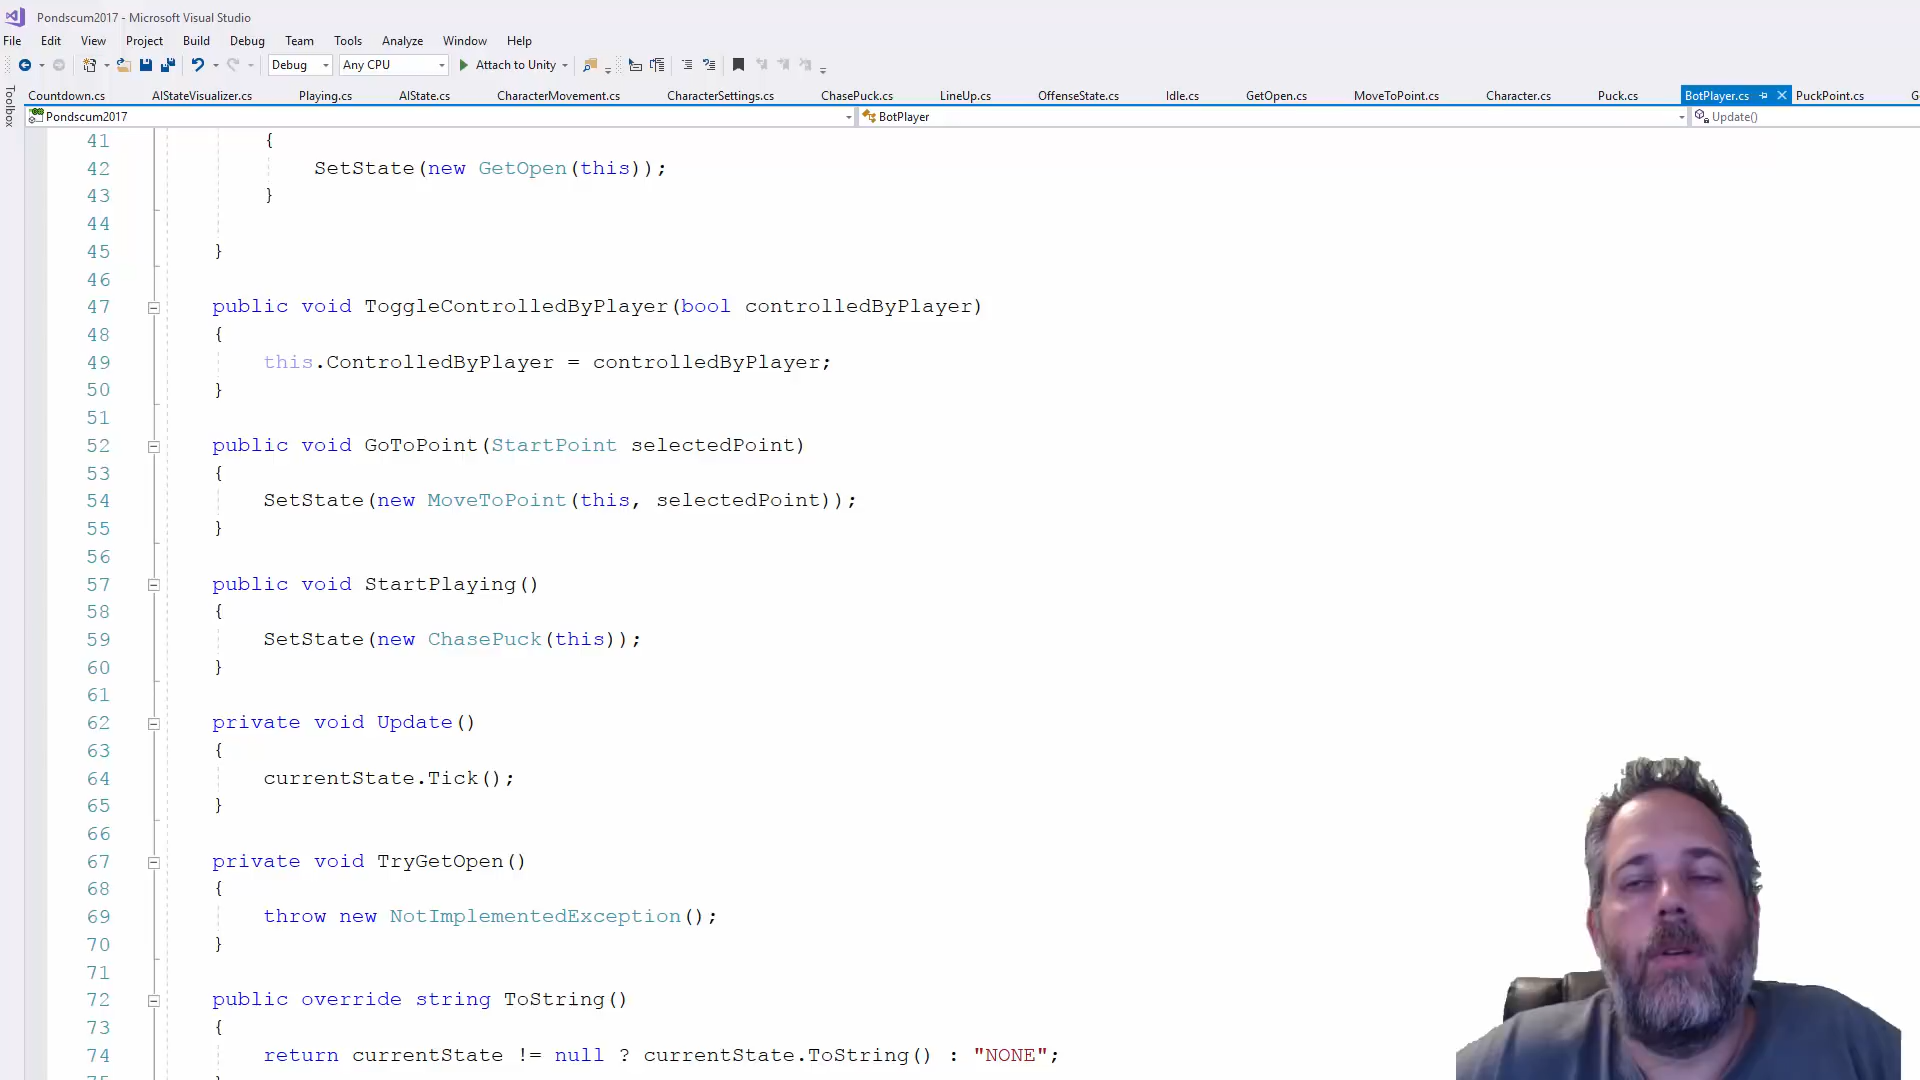 Pondscum2017 - Microsoft Visual Studio
File Edit View Project Build Debug Team Tools Analyze Window Help
Debug Any CPU Attach to Unity
Toolbox
Countdown.cs AIStateVisualizer.cs Playing.cs AIState.cs CharacterMovement.cs CharacterSettings.cs ChasePuck.cs LineUp.cs OffenseState.cs Idle.cs GetOpen.cs MoveToPoint.cs Character.cs Puck.cs BotPlayer.cs PuckPoint.cs
Pondscum2017 BotPlayer Update()
41 {
42 SetState(new GetOpen(this));
43 }
44
45 }
46
47 public void ToggleControlledByPlayer(bool controlledByPlayer)
48 {
49 this.ControlledByPlayer = controlledByPlayer;
50 }
51
52 public void GoToPoint(StartPoint selectedPoint)
53 {
54 SetState(new MoveToPoint(this, selectedPoint));
55 }
56
57 public void StartPlaying()
58 {
59 SetState(new ChasePuck(this));
60 }
61
62 private void Update()
63 {
64 currentState.Tick();
65 }
66
67 private void TryGetOpen()
68 {
69 throw new NotImplementedException();
70 }
71
72 public override string ToString()
73 {
74 return currentState != null ? currentState.ToString() : "NONE";